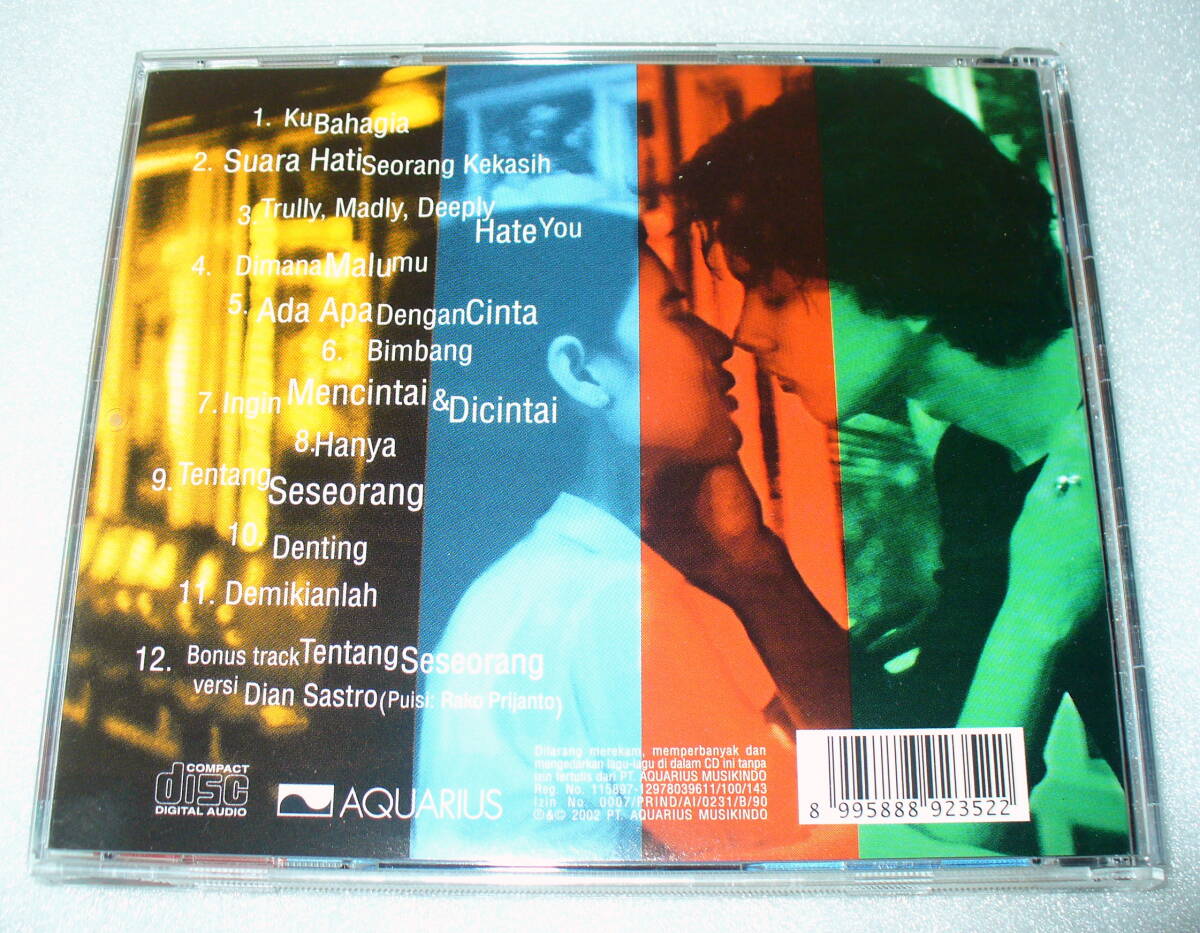 1. Ku Bahagia
2. Suara Hati Seorang Kekasih
3. Trully, Madly, Deeply
Hate You
4. Dimana Malumu
5. Ada Apa Dengan Cinta
6. Bimbang
7. Ingin Mencintai & Dicintai
8. Hanya
9. Tentang Seseorang
10. Denting
11. Demikianlah
12. Bonus track Tentang Seseorang
versi Dian Sastro (Puisi: Rako Prijanto)
COMPACT
disc
DIGITAL AUDIO
AQUARIUS
Dilarang merekam, memperbanyak dan
mengedarkan lagu-lagu di dalam CD ini tanpa
isin tertulis dari PT. AQUARIUS MUSIKINDO
Reg. No. 115897-12978039611/100/143
Izin No. 0007/PRIND/AI/0231/B/90
℗&© 2002 PT. AQUARIUS MUSIKINDO
8 995888 923522